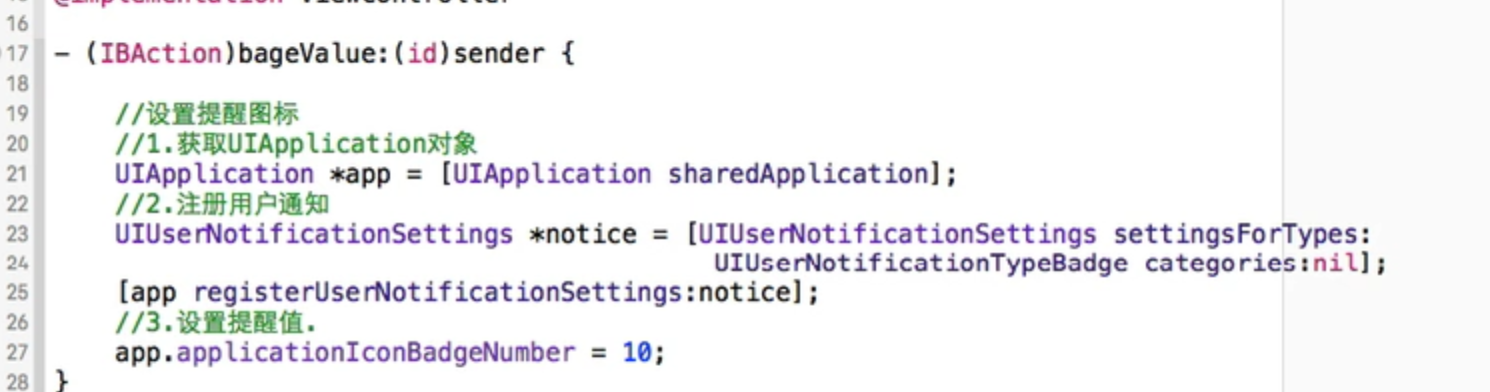 @implementation ViewController
16
17 - (IBAction)bageValue:(id)sender {
18
19 //设置提醒图标
20 //1.获取UIApplication对象
21 UIApplication *app = [UIApplication sharedApplication];
22 //2.注册用户通知
23 UIUserNotificationSettings *notice = [UIUserNotificationSettings settingsForTypes:
24 UIUserNotificationTypeBadge categories:nil];
25 [app registerUserNotificationSettings:notice];
26 //3.设置提醒值.
27 app.applicationIconBadgeNumber = 10;
28 }